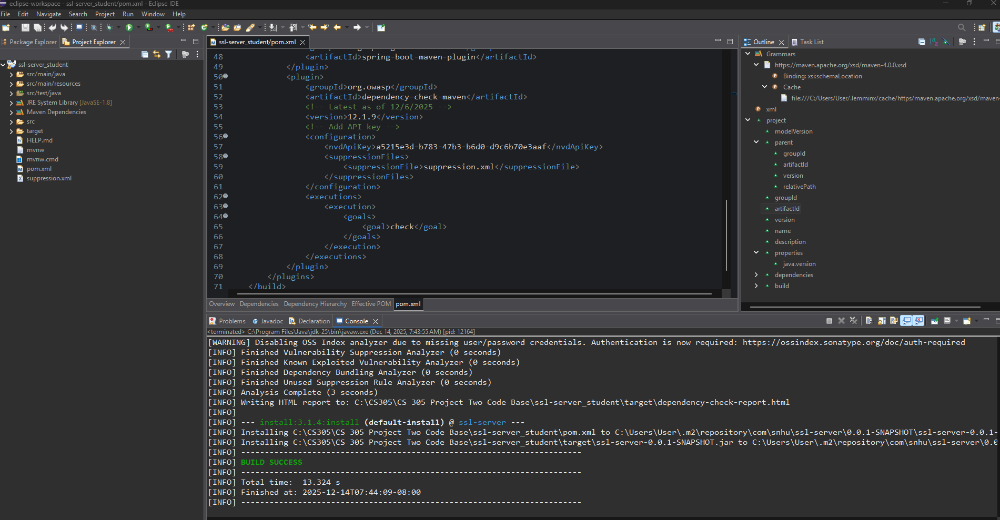 eclipse-workspace - ssl-server_student/pom.xml - Eclipse IDE
File Edit Navigate Search Project Run Window Help
Package Explorer
Project Explorer
ssl-server_student
src/main/java
src/main/resources
src/test/java
JRE System Library [JavaSE-1.8]
Maven Dependencies
src
target
HELP.md
mvnw
mvnw.cmd
pom.xml
suppression.xml
ssl-server_student/pom.xml
48 <artifactId>spring-boot-maven-plugin</artifactId>
49 </plugin>
50 <plugin>
51 <groupId>org.owasp</groupId>
52 <artifactId>dependency-check-maven</artifactId>
53 <!-- Latest as of 12/6/2025 -->
54 <version>12.1.9</version>
55 <!-- Add API key -->
56 <configuration>
57 <nvdApiKey>a5215e3d-b783-47b3-b6d0-d9c6b70e3aaf</nvdApiKey>
58 <suppressionFiles>
59 <suppressionFile>suppression.xml</suppressionFile>
60 </suppressionFiles>
61 </configuration>
62 <executions>
63 <execution>
64 <goals>
65 <goal>check</goal>
66 </goals>
67 </execution>
68 </executions>
69 </plugin>
70 </plugins>
71 </build>
Overview Dependencies Dependency Hierarchy Effective POM pom.xml
Outline
Task List
Grammars
https://maven.apache.org/xsd/maven-4.0.0.xsd
Binding: xsi:schemaLocation
Cache
file:///C:/Users/User/.lemminx/cache/https/maven.apache.org/xsd/maven-
xml
project
modelVersion
parent
groupId
artifactId
version
relativePath
groupId
artifactId
version
name
description
properties
java.version
dependencies
build
Problems Javadoc Declaration Console
<terminated> C:\Program Files\Java\jdk-25\bin\javaw.exe (Dec 14, 2025, 7:43:55 AM) [pid: 12164]
[WARNING] Disabling OSS Index analyzer due to missing user/password credentials. Authentication is now required: https://ossindex.sonatype.org/doc/auth-required
[INFO] Finished Vulnerability Suppression Analyzer (0 seconds)
[INFO] Finished Known Exploited Vulnerability Analyzer (0 seconds)
[INFO] Finished Dependency Bundling Analyzer (0 seconds)
[INFO] Finished Unused Suppression Rule Analyzer (0 seconds)
[INFO] Analysis Complete (3 seconds)
[INFO] Writing HTML report to: C:\CS305\CS 305 Project Two Code Base\ssl-server_student\target\dependency-check-report.html
[INFO]
[INFO] --- install:3.1.4:install (default-install) @ ssl-server ---
[INFO] Installing C:\CS305\CS 305 Project Two Code Base\ssl-server_student\pom.xml to C:\Users\User\.m2\repository\com\snhu\ssl-server\0.0.1-SNAPSHOT\ssl-server-0.0.1-
[INFO] Installing C:\CS305\CS 305 Project Two Code Base\ssl-server_student\target\ssl-server-0.0.1-SNAPSHOT.jar to C:\Users\User\.m2\repository\com\snhu\ssl-server\0.0
[INFO] ------------------------------------------------------------------------
[INFO] BUILD SUCCESS
[INFO] ------------------------------------------------------------------------
[INFO] Total time:  13.324 s
[INFO] Finished at: 2025-12-14T07:44:09-08:00
[INFO] ------------------------------------------------------------------------